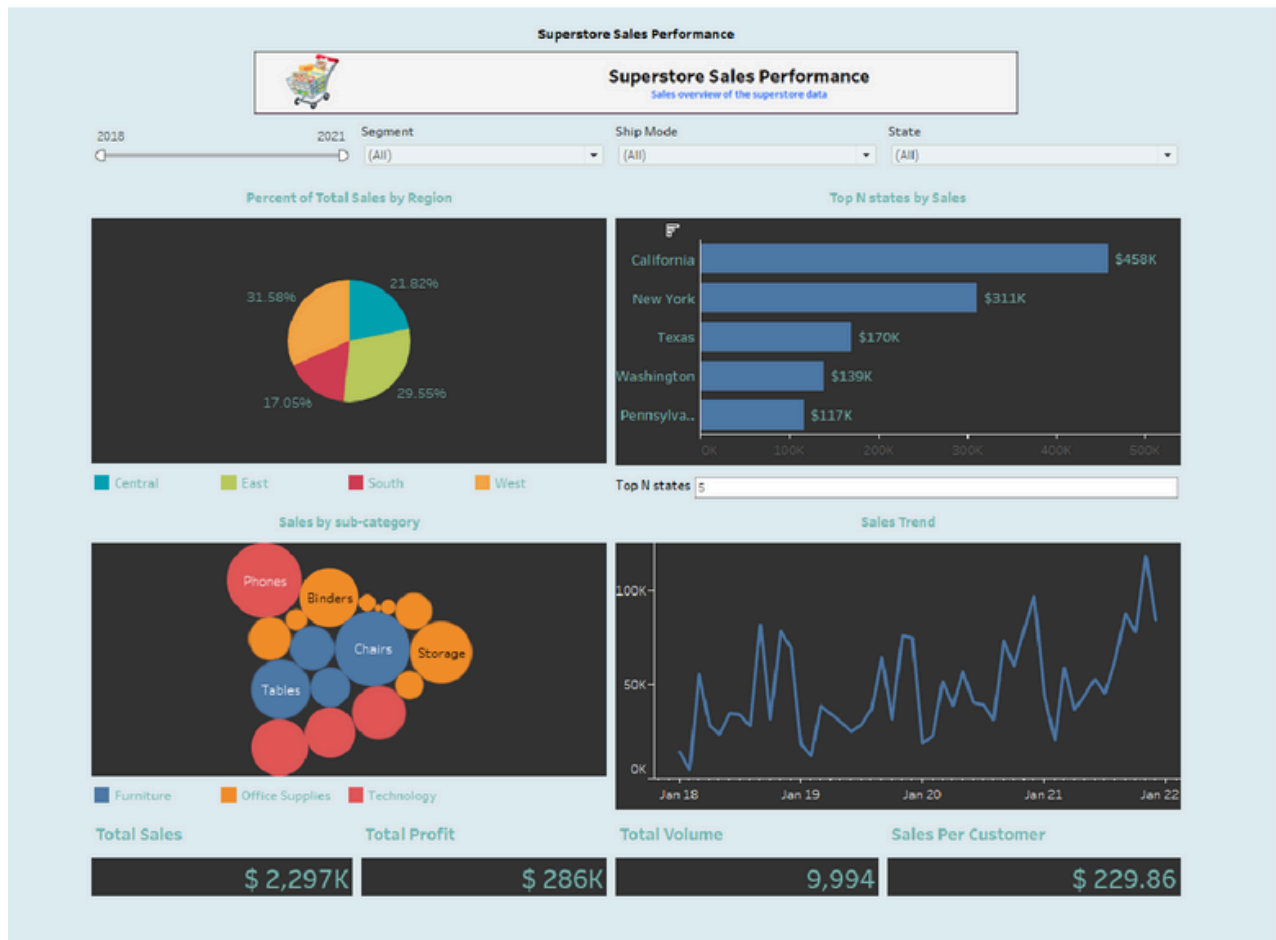 Superstore Sales Performance
Superstore Sales Performance
Sales overview of the superstore data
2018 2021
Segment
(All)
Ship Mode
(All)
State
(All)
Percent of Total Sales by Region
31.58%
21.82%
17.05%
29.55%
Central East South West
Top N states by Sales
California $458K
New York $311K
Texas $170K
Washington $139K
Pennsylva.. $117K
0K 100K 200K 300K 400K 500K
Top N states 5
Sales by sub-category
Phones
Binders
Chairs
Storage
Tables
Furniture Office Supplies Technology
Sales Trend
100K
50K
0K
Jan 18 Jan 19 Jan 20 Jan 21 Jan 22
Total Sales
$ 2,297K
Total Profit
$ 286K
Total Volume
9,994
Sales Per Customer
$ 229.86